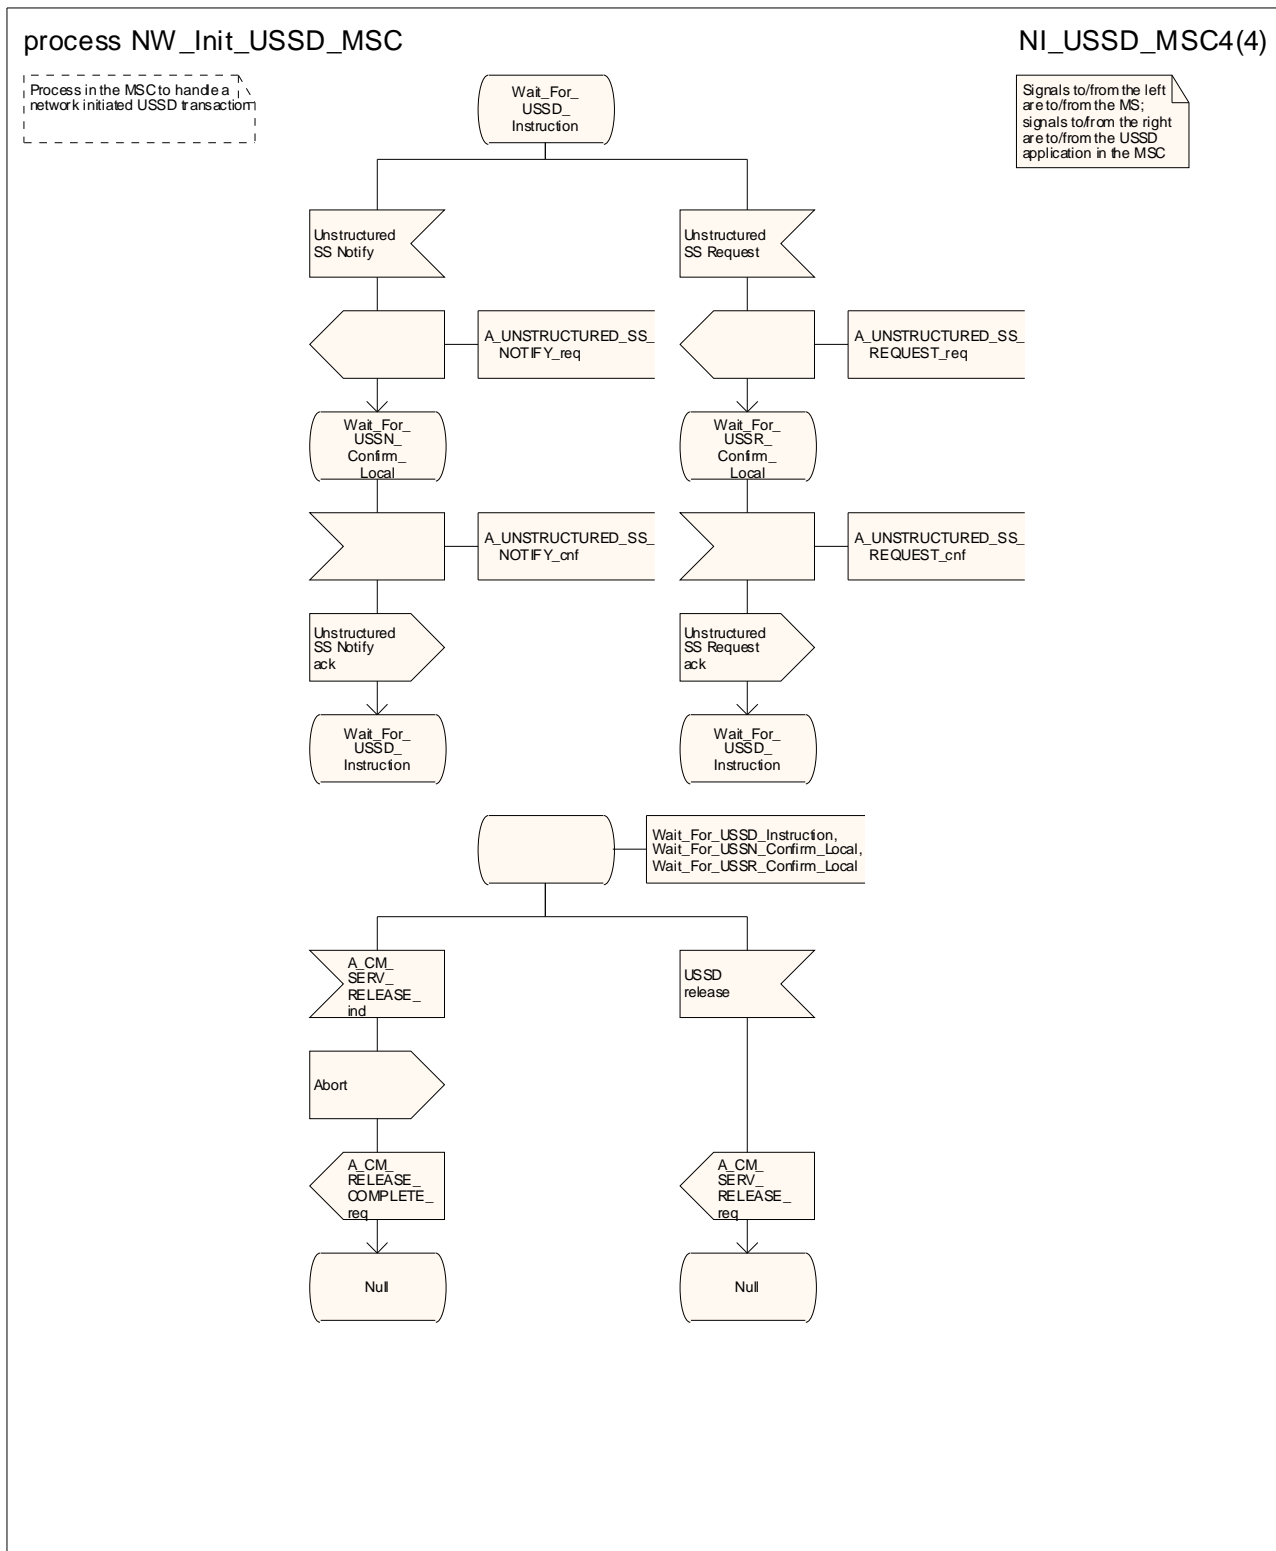 process NW_Init_USSD_MSC
NI_USSD_MSC4(4)
Process in the MSC to handle a
network initiated USSD transaction
Signals to/from the left
are to/from the MS;
signals to/from the right
are to/from the USSD
application in the MSC
Wait_For_
USSD_
Instruction
Unstructured
SS Notify
Unstructured
SS Request
A_UNSTRUCTURED_SS_
NOTIFY_req
A_UNSTRUCTURED_SS_
REQUEST_req
Wait_For_
USSN_
Confirm_
Local
Wait_For_
USSR_
Confirm_
Local
A_UNSTRUCTURED_SS_
NOTIFY_cnf
A_UNSTRUCTURED_SS_
REQUEST_cnf
Unstructured
SS Notify
ack
Unstructured
SS Request
ack
Wait_For_
USSD_
Instruction
Wait_For_
USSD_
Instruction
Wait_For_USSD_Instruction,
Wait_For_USSN_Confirm_Local,
Wait_For_USSR_Confirm_Local
A_CM_
SERV_
RELEASE_
ind
USSD
release
Abort
A_CM_
RELEASE_
COMPLETE_
req
A_CM_
SERV_
RELEASE_
req
Null
Null